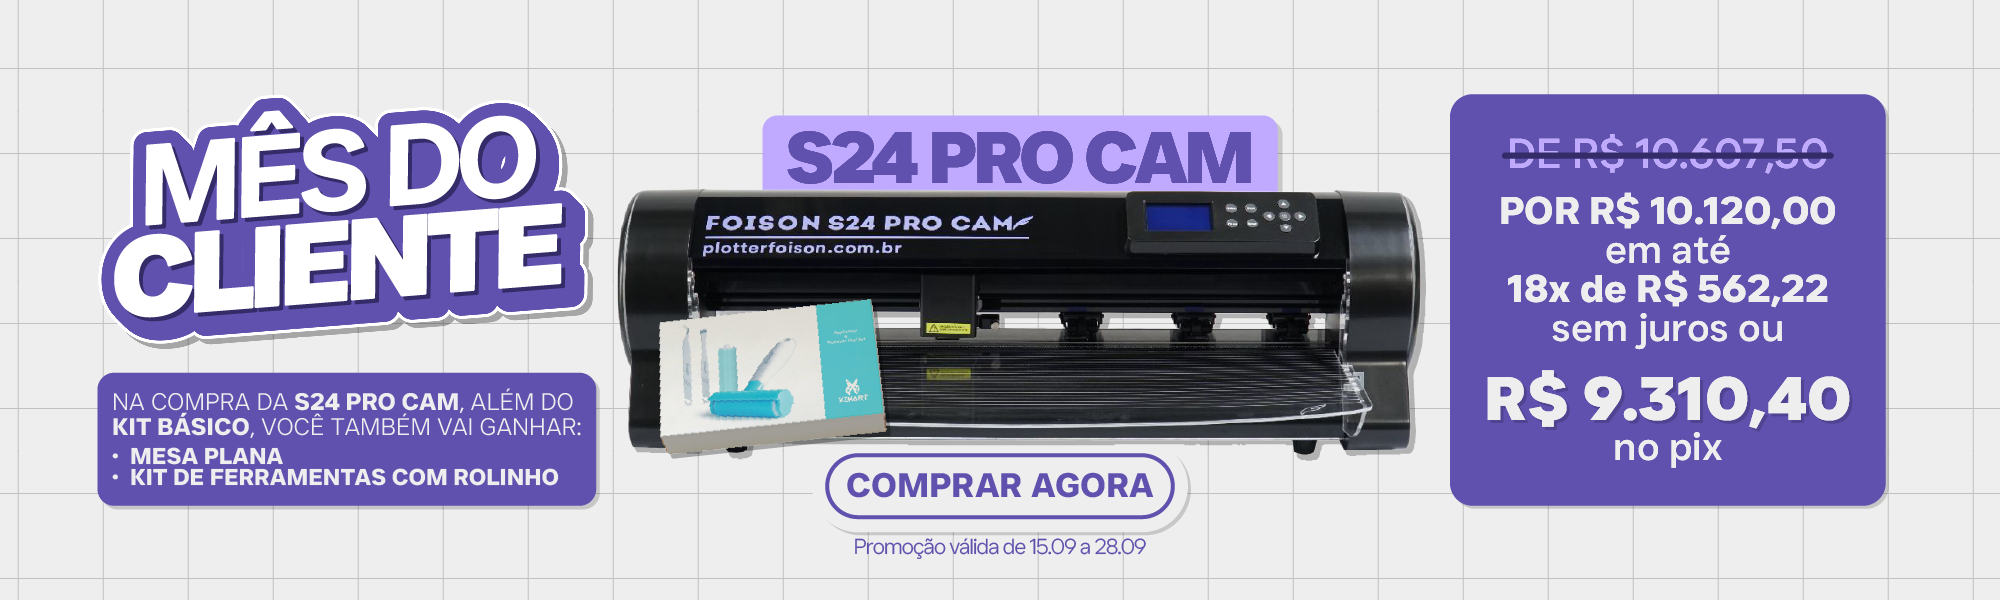 MÊS DO
CLIENTE
NA COMPRA DA S24 PRO CAM, ALÉM DO
KIT BÁSICO, VOCÊ TAMBÉM VAI GANHAR:
• MESA PLANA
• KIT DE FERRAMENTAS COM ROLINHO
S24 PRO CAM
FOISON S24 PRO CAM
plotterfoison.com.br
COMPRAR AGORA
Promoção válida de 15.09 a 28.09
DE R$ 10.607,50
POR R$ 10.120,00
em até
18x de R$ 562,22
sem juros ou
R$ 9.310,40
no pix